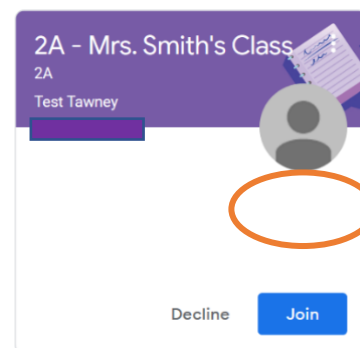 2A - Mrs. Smith's Class
2A
Test Tawney
Decline Join